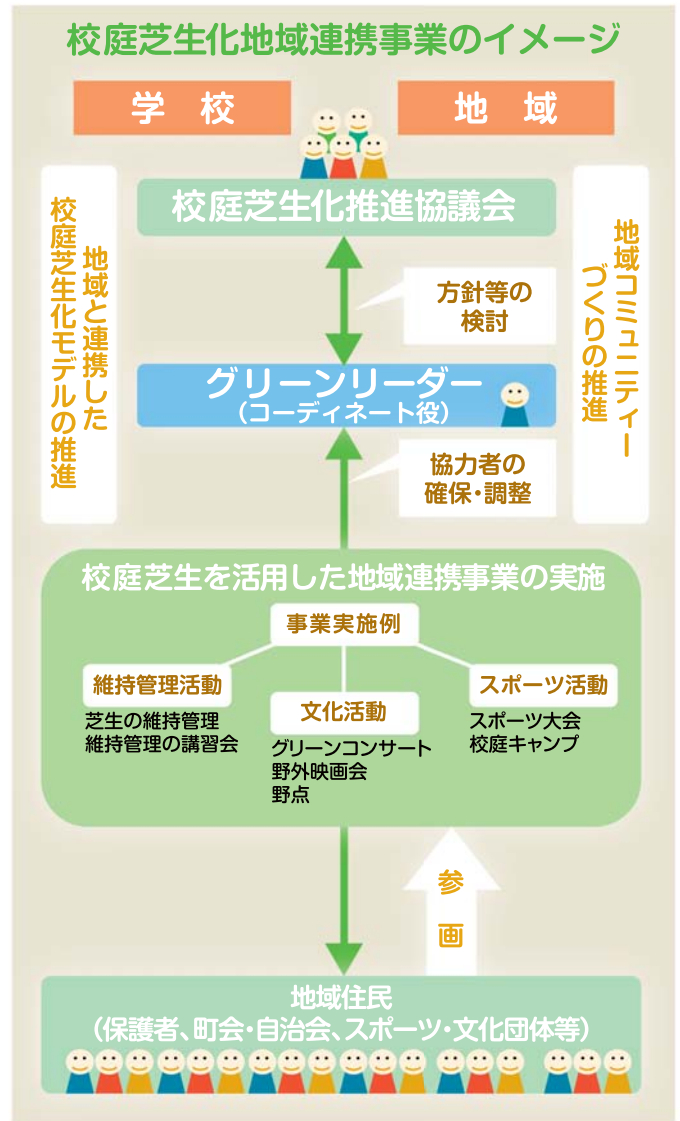 校庭芝生化地域連携事業のイメージ
学校
地域
校庭芝生化推進協議会
地域と連携した
校庭芝生化モデルの推進
地域コミュニティー
づくりの推進
方針等の
検討
グリーンリーダー
(コーディネート役)
協力者の
確保・調整
校庭芝生を活用した地域連携事業の実施
事業実施例
維持管理活動
芝生の維持管理
維持管理の講習会
文化活動
グリーンコンサート
野外映画会
野点
スポーツ活動
スポーツ大会
校庭キャンプ
参画
地域住民
(保護者、町会・自治会、スポーツ・文化団体等)